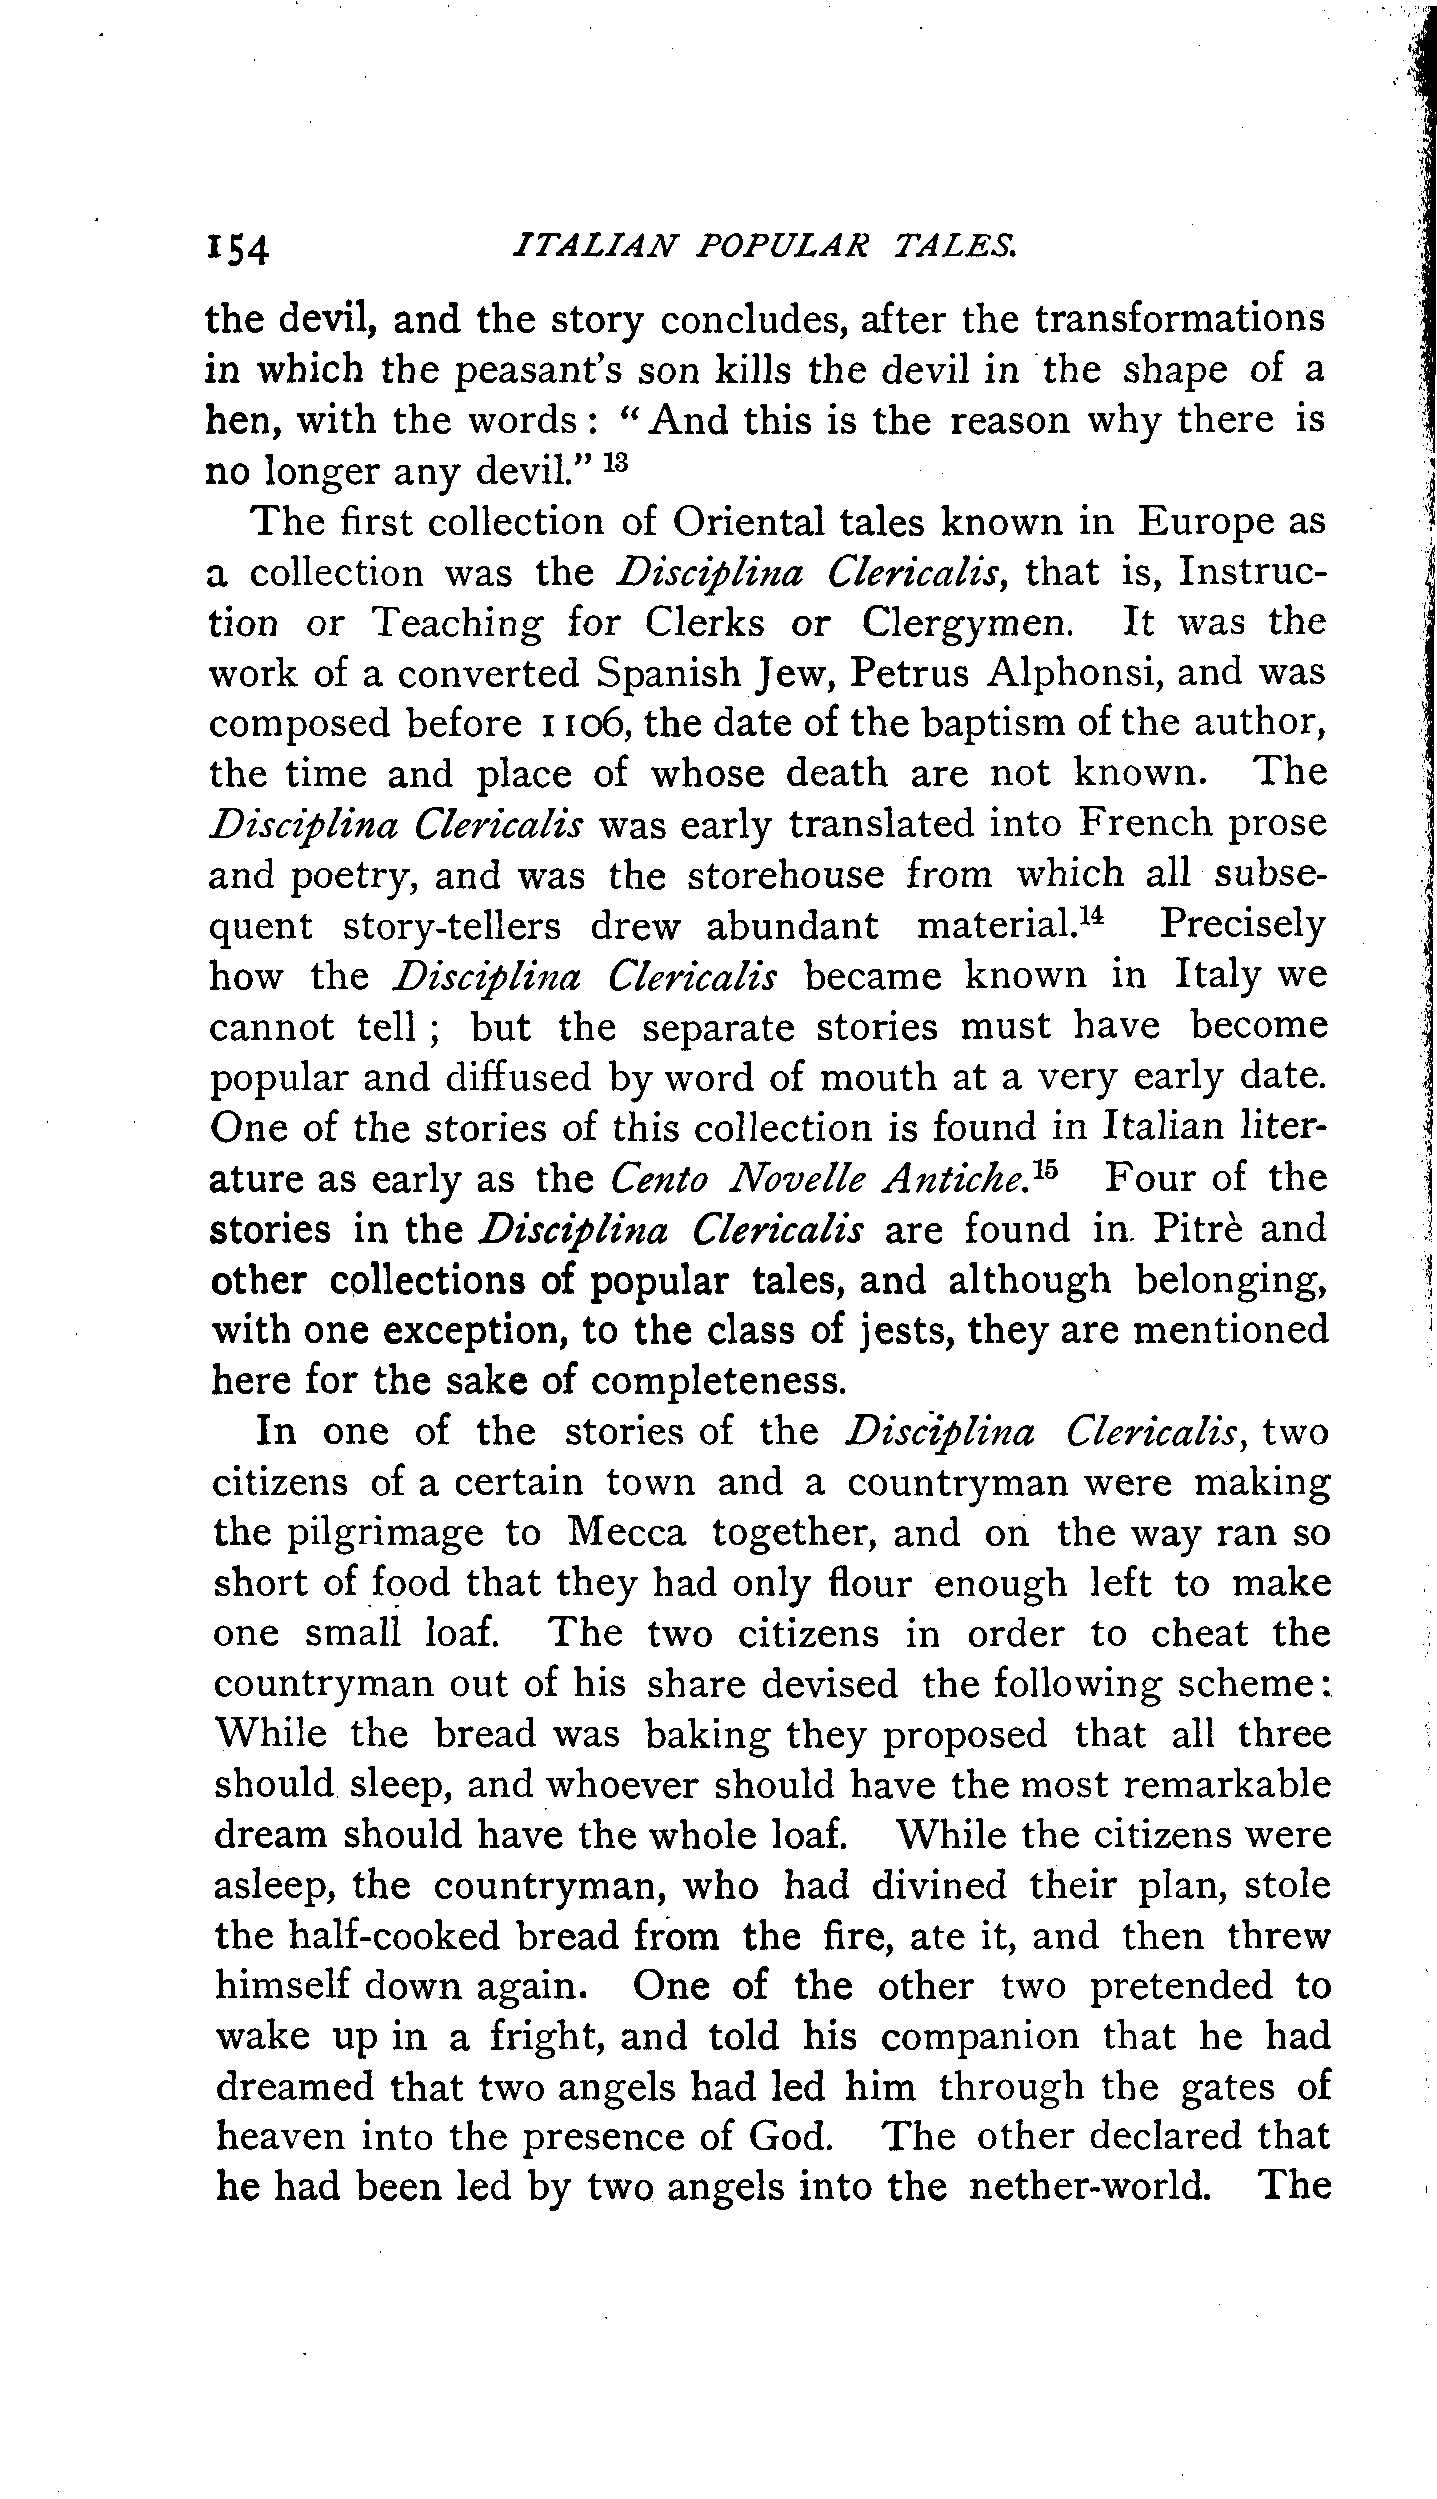 154 ITALIAN POPULAR TALES.
the devil, and the story concludes, after the transformations
in which the peasant's son kills the devil in the shape of a
hen, with the words : "And this is the reason why there is
no longer any devil." 13
The first collection of Oriental tales known in Europe as
a collection was the Disciplina Clericalis, that is, Instruc-
tion or Teaching for Clerks or Clergymen. It was the
work of a converted Spanish Jew, Petrus Alphonsi, and was
composed before 1106, the date of the baptism of the author,
the time and place of whose death are not known. The
Disciplina Clericalis was early translated into French prose
and poetry, and was the storehouse from which all subse-
quent story-tellers drew abundant material.14 Precisely
how the Disciplina Clericalis became known in Italy we
cannot tell ; but the separate stories must have become
popular and diffused by word of mouth at a very early date.
One of the stories of this collection is found in Italian liter-
ature as early as the Cento Novelle Antiche.15 Four of the
stories in the Disciplina Clericalis are found in Pitrè and
other collections of popular tales, and although belonging,
with one exception, to the class of jests, they are mentioned
here for the sake of completeness.
In one of the stories of the Disciplina Clericalis, two
citizens of a certain town and a countryman were making
the pilgrimage to Mecca together, and on the way ran so
short of food that they had only flour enough left to make
one small loaf. The two citizens in order to cheat the
countryman out of his share devised the following scheme :
While the bread was baking they proposed that all three
should sleep, and whoever should have the most remarkable
dream should have the whole loaf. While the citizens were
asleep, the countryman, who had divined their plan, stole
the half-cooked bread from the fire, ate it, and then threw
himself down again. One of the other two pretended to
wake up in a fright, and told his companion that he had
dreamed that two angels had led him through the gates of
heaven into the presence of God. The other declared that
he had been led by two angels into the nether-world. The